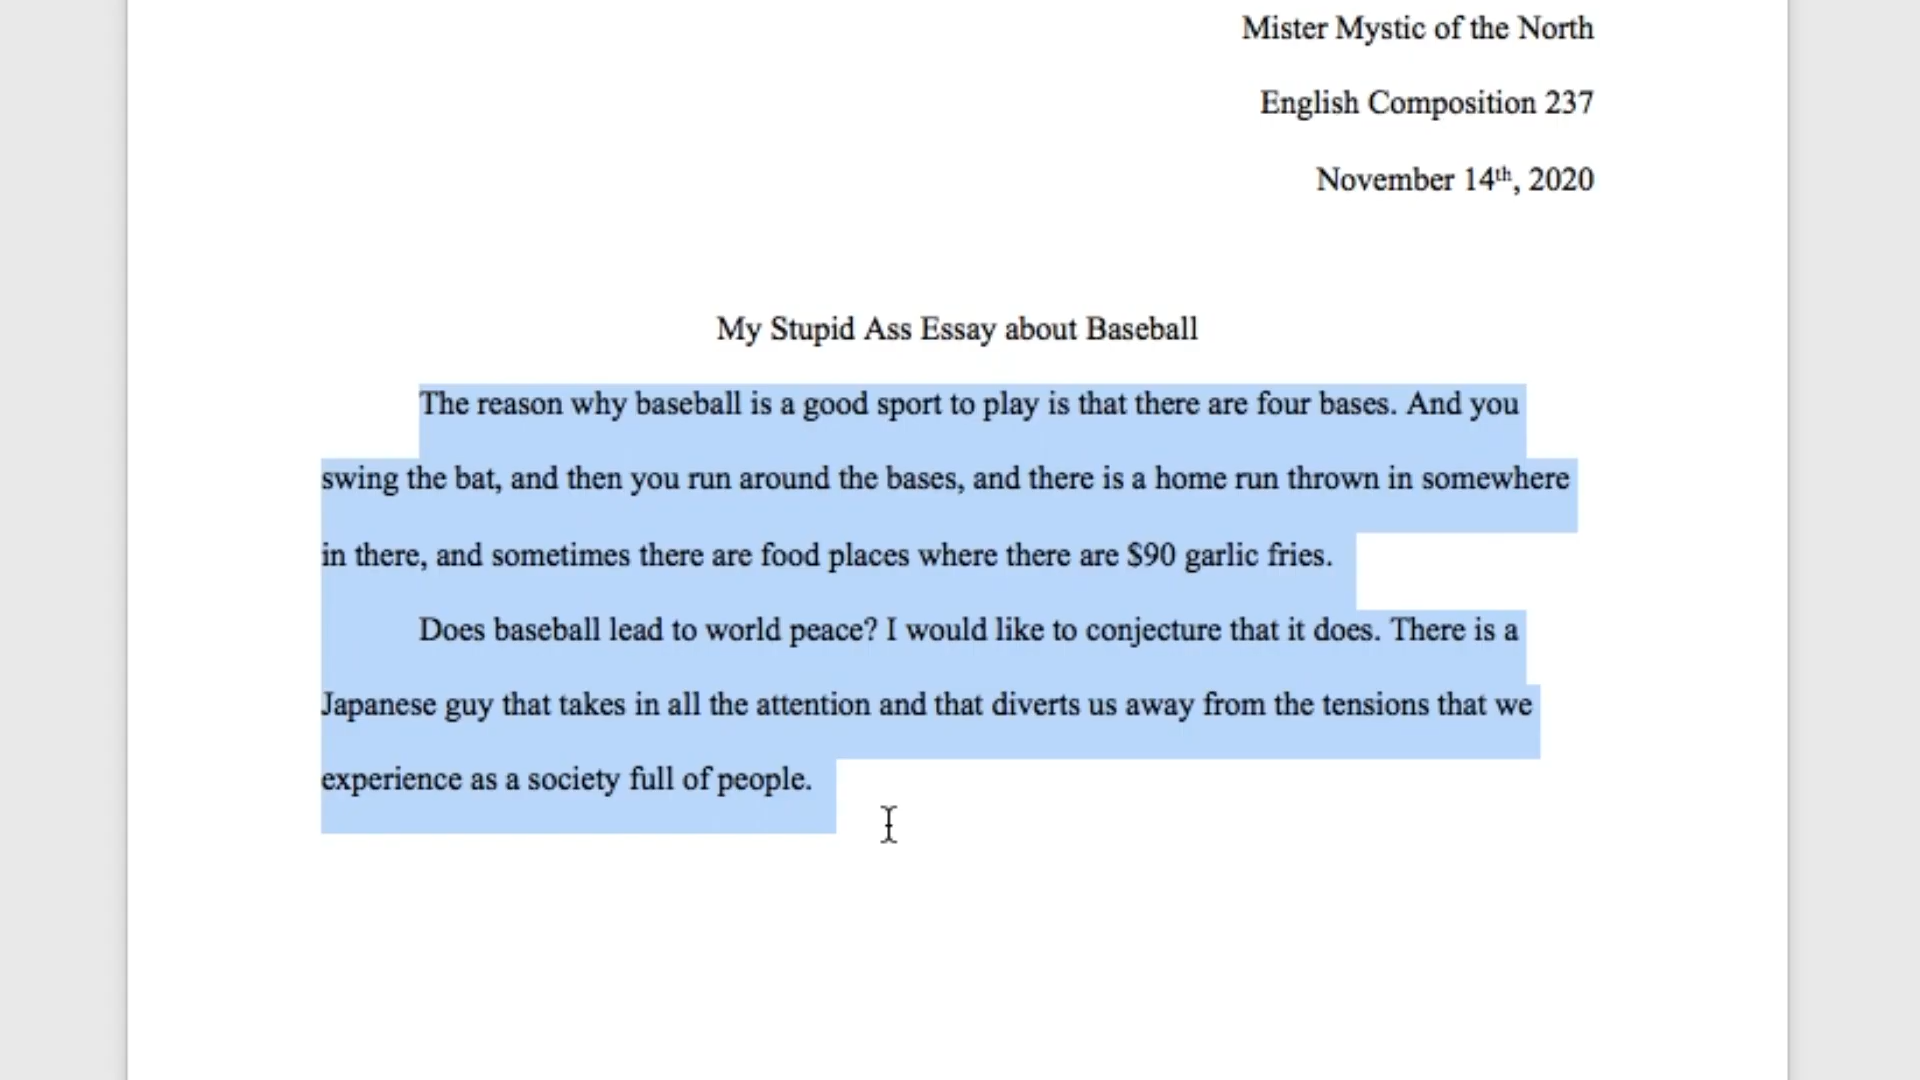 Mister Mystic of the North
English Composition 237
November 14th, 2020
My Stupid Ass Essay about Baseball
The reason why baseball is a good sport to play is that there are four bases. And you
swing the bat, and then you run around the bases, and there is a home run thrown in somewhere
in there, and sometimes there are food places where there are $90 garlic fries.
Does baseball lead to world peace? I would like to conjecture that it does. There is a
Japanese guy that takes in all the attention and that diverts us away from the tensions that we
experience as a society full of people.